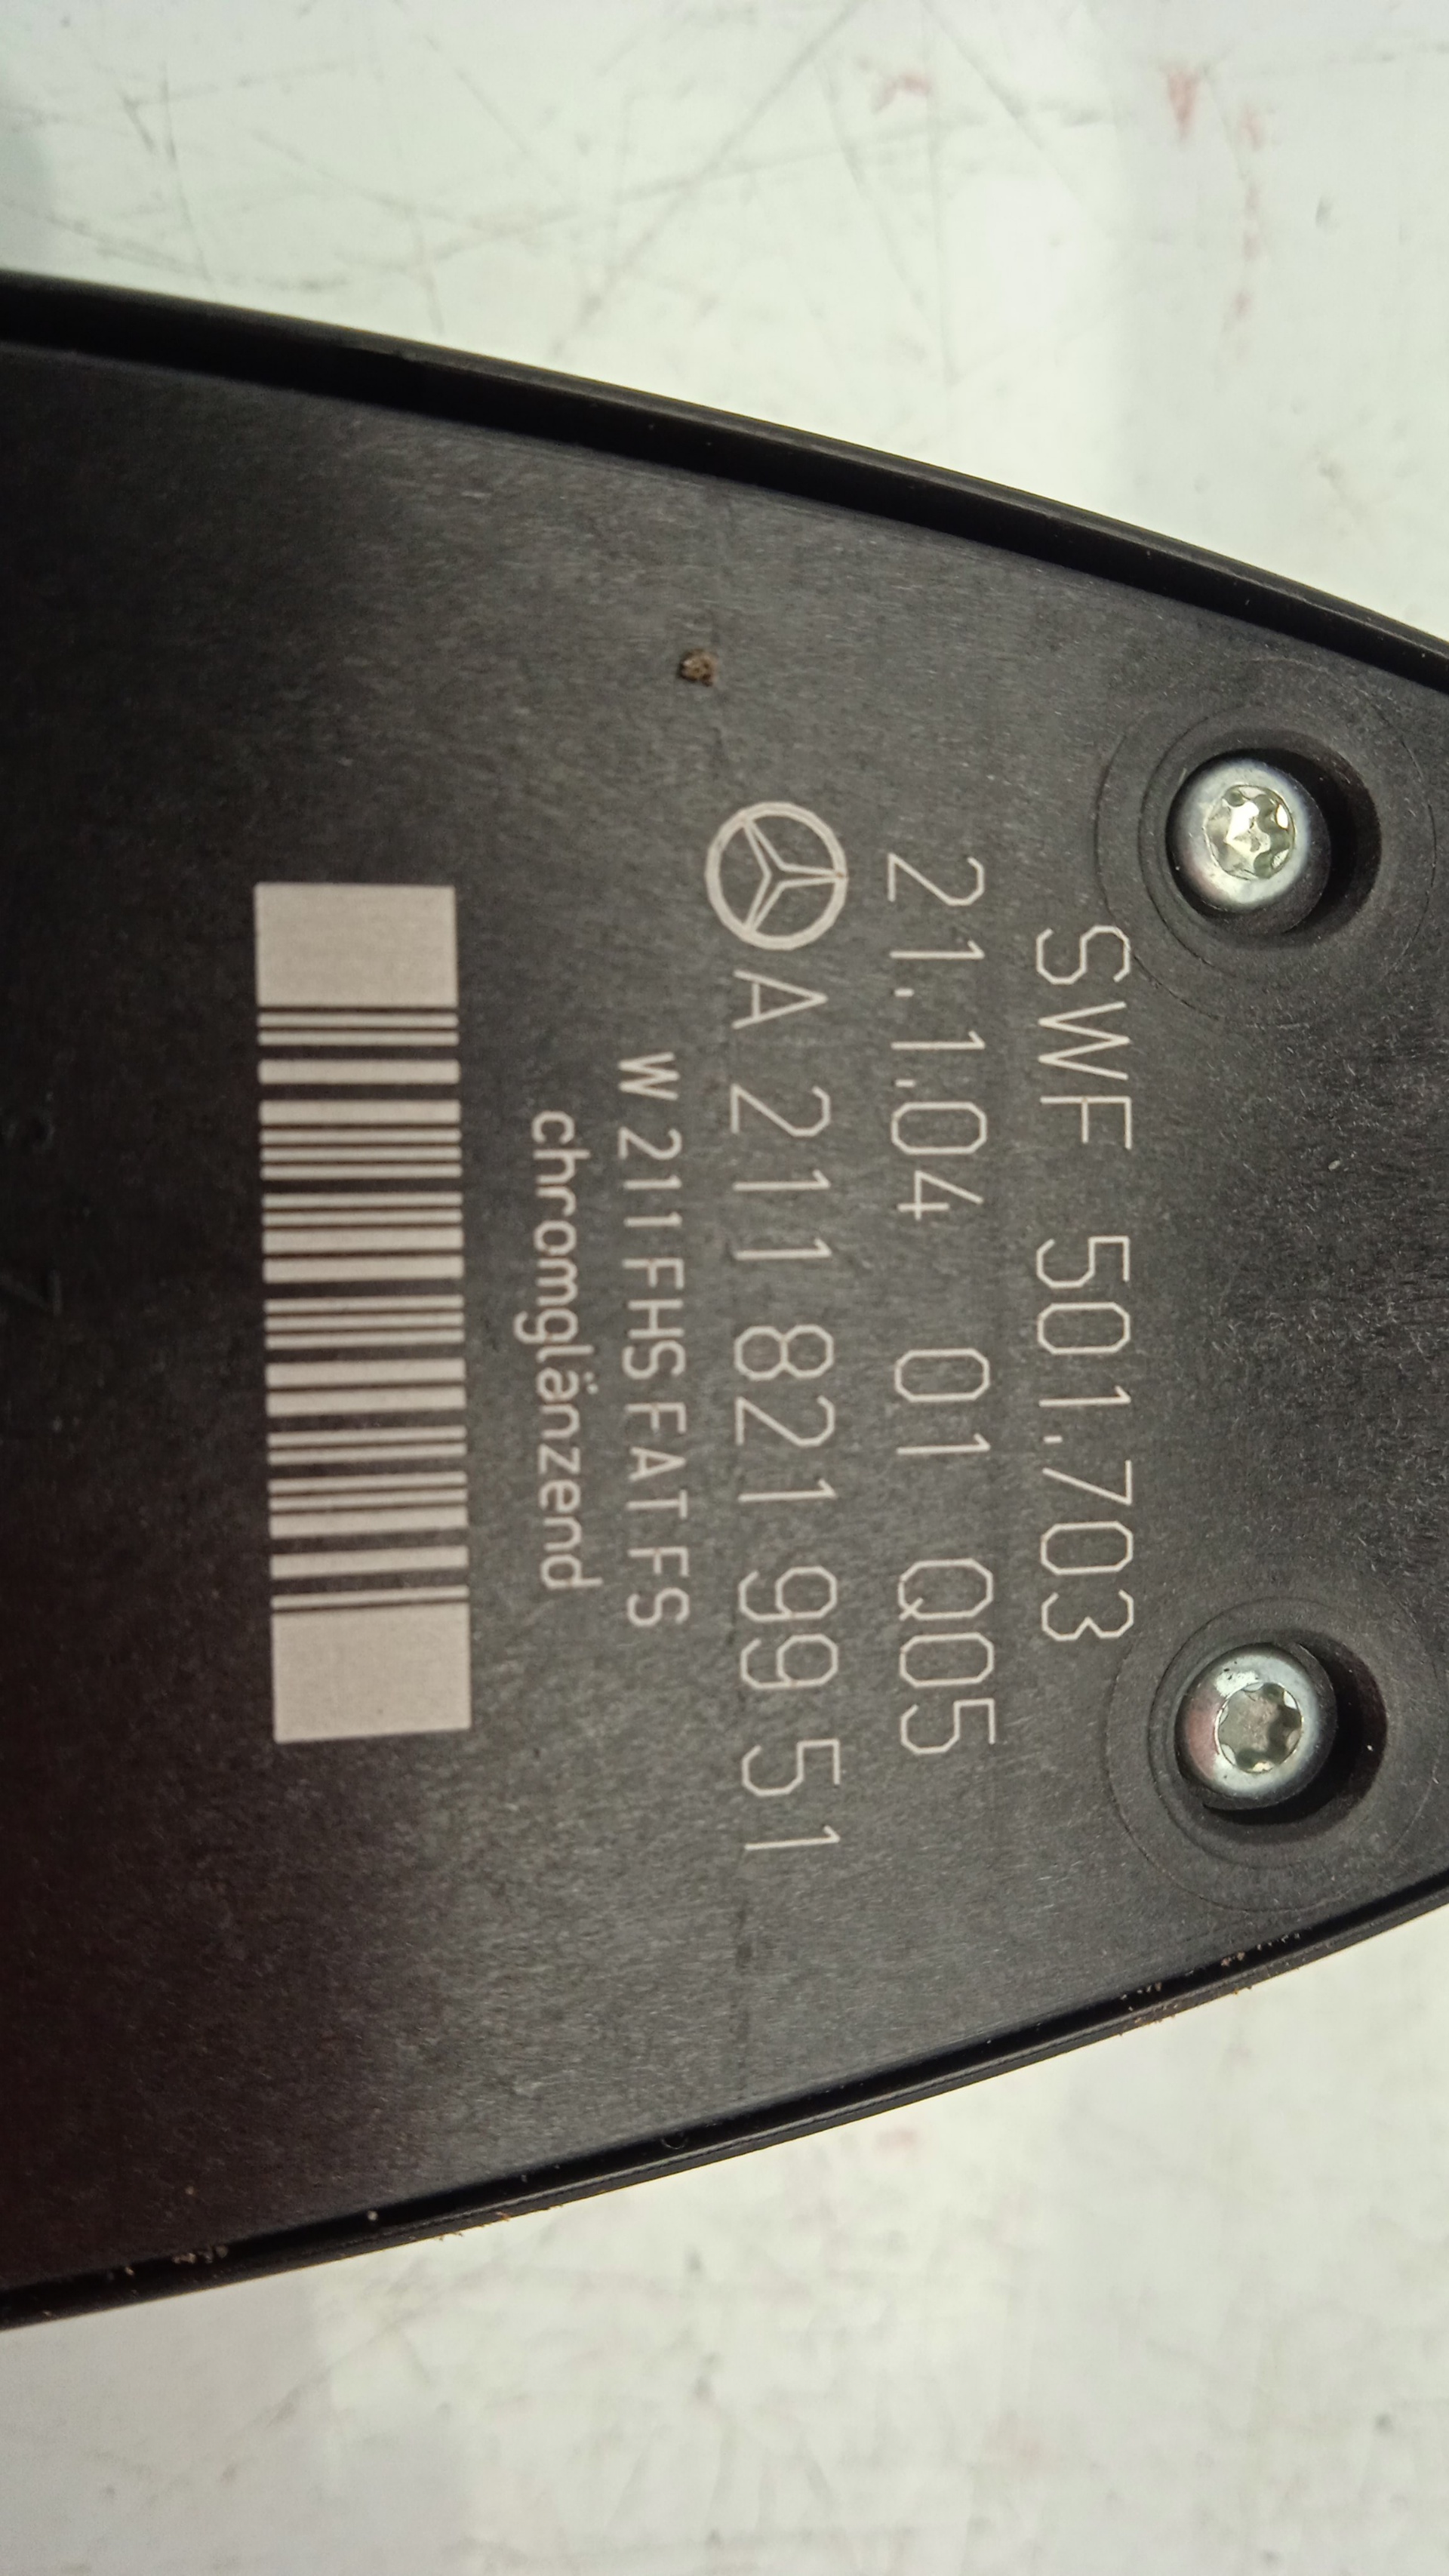 SWF 501.703
21.1.04 01 Q05
A 211 821 99 51
W 211 FHS FAT FS
chromglänzend